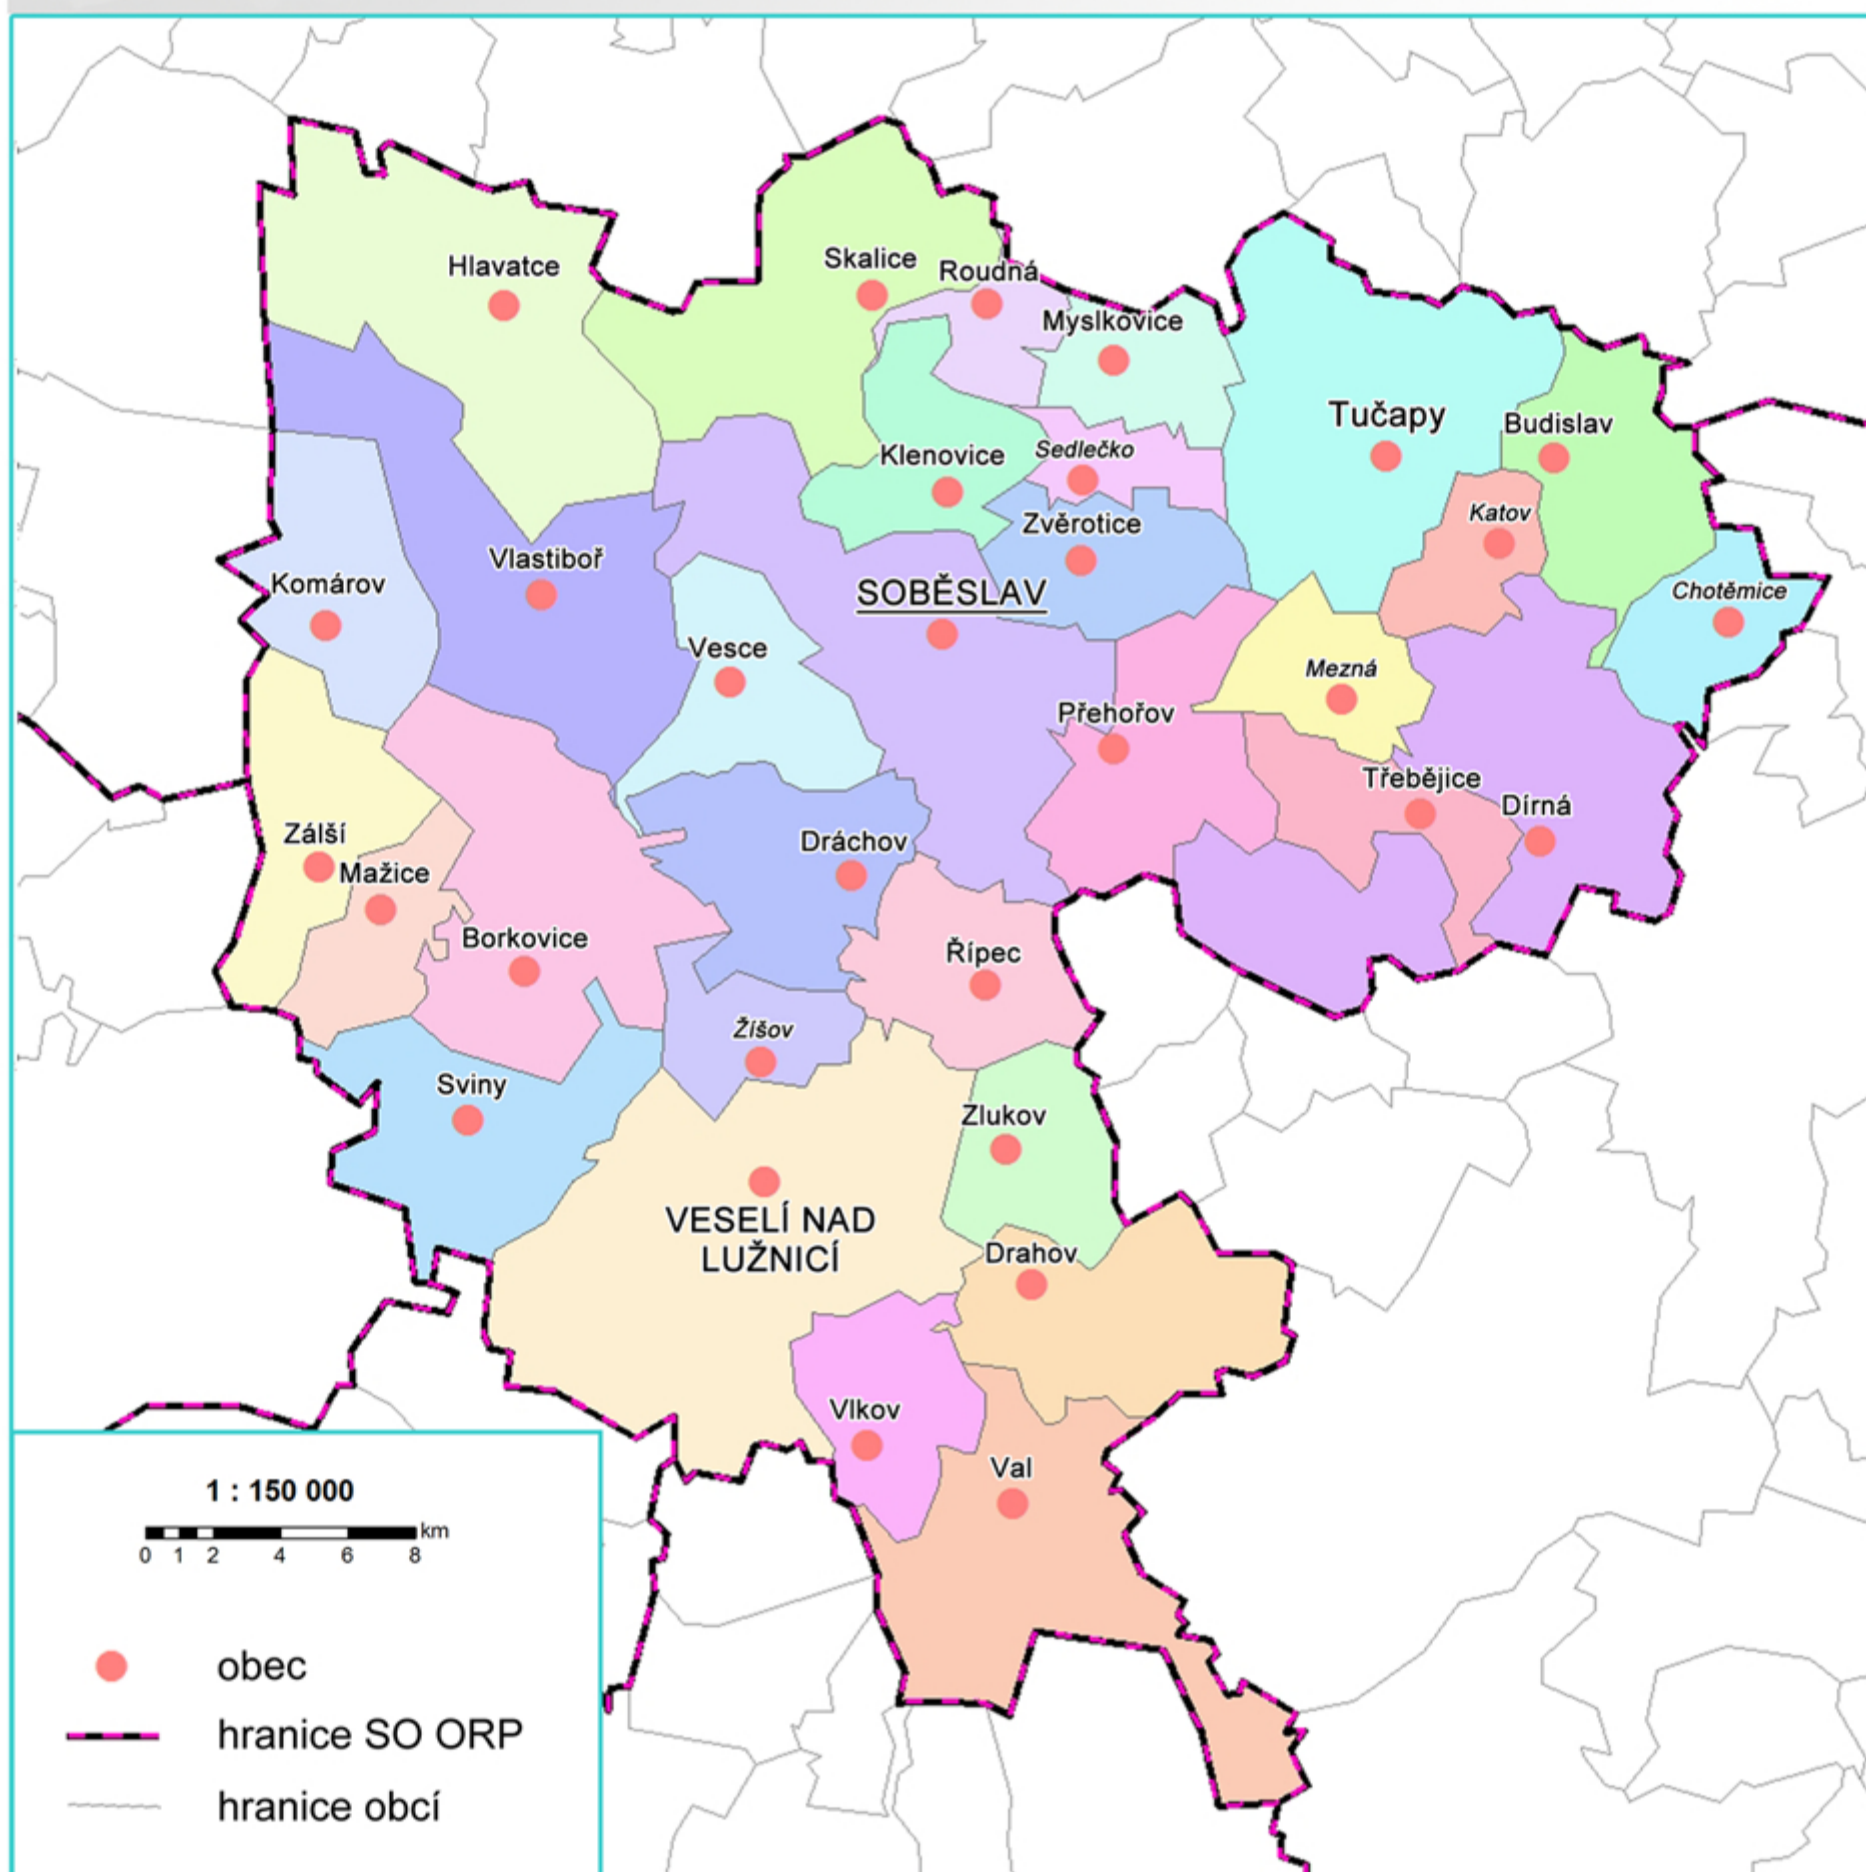 Hlavatce
Skalice
Roudná
Myslkovice
Tučapy
Budislav
Klenovice
Sedlečko
Katov
Zvěrotice
Vlastiboř
Komárov
SOBĚSLAV
Chotěmice
Vesce
Mezná
Přehořov
Třebějice
Dírná
Zálší
Dráchov
Mažice
Borkovice
Řípec
Žíšov
Sviny
Zlukov
VESELÍ NAD
LUŽNICÍ
Drahov
Vlkov
Val
1 : 150 000
km
0 1 2 4 6 8
obec
hranice SO ORP
hranice obcí